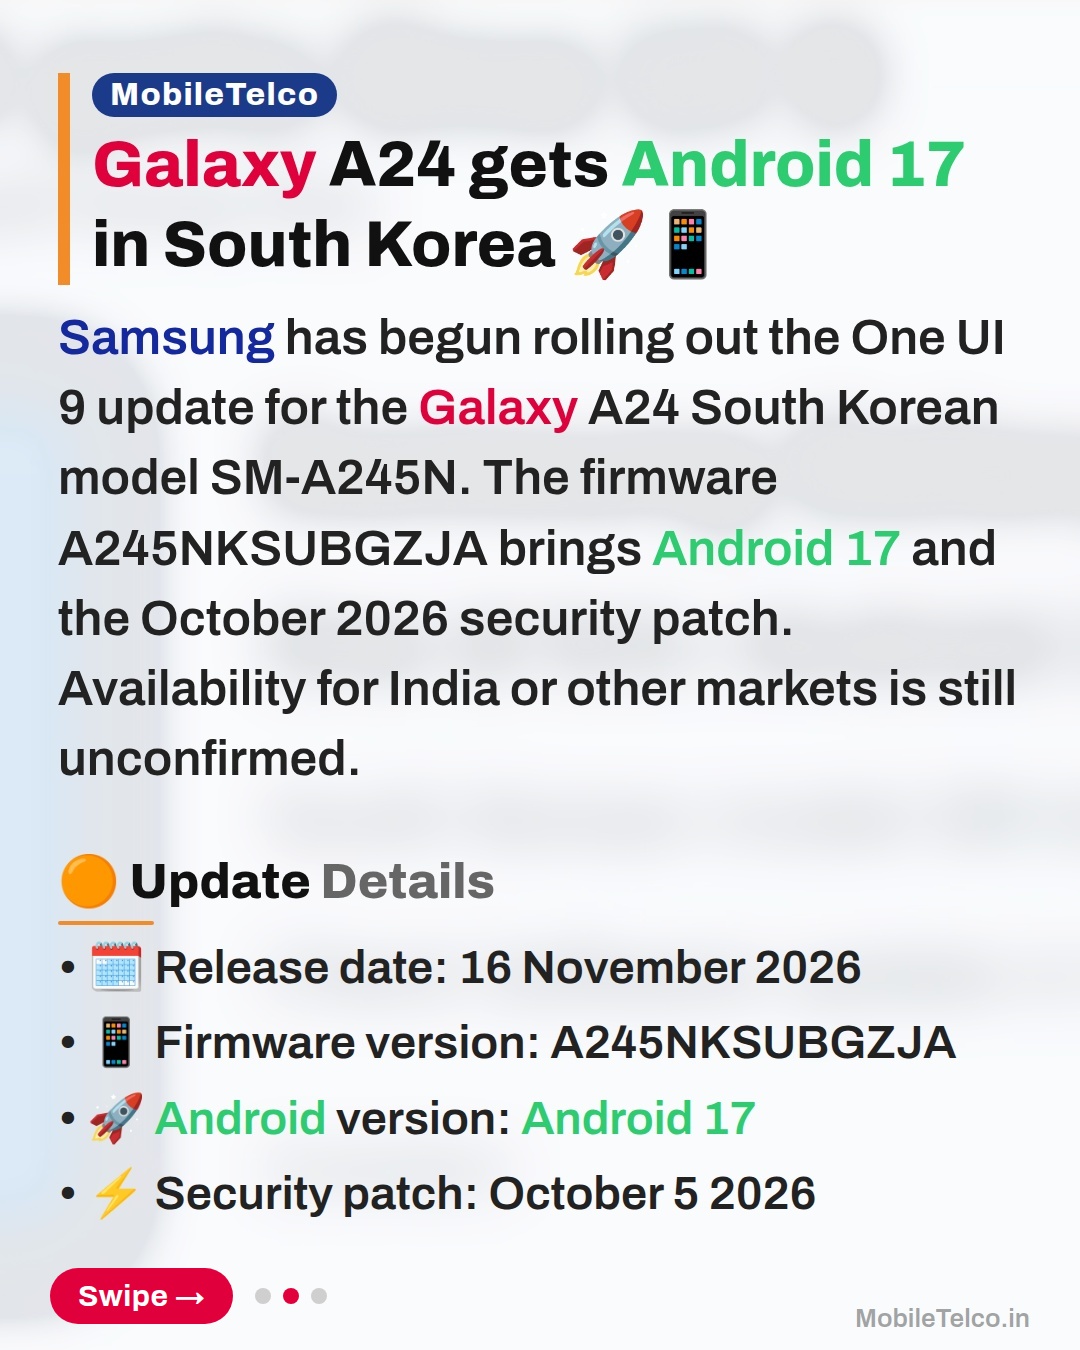 MobileTelco
Galaxy A24 gets Android 17
in South Korea 🚀 📱
Samsung has begun rolling out the One UI
9 update for the Galaxy A24 South Korean
model SM-A245N. The firmware
A245NKSUBGZJA brings Android 17 and
the October 2026 security patch.
Availability for India or other markets is still
unconfirmed.
🟠 Update Details
• 🗓️ Release date: 16 November 2026
• 📱 Firmware version: A245NKSUBGZJA
• 🚀 Android version: Android 17
• ⚡ Security patch: October 5 2026
Swipe →
MobileTelco.in